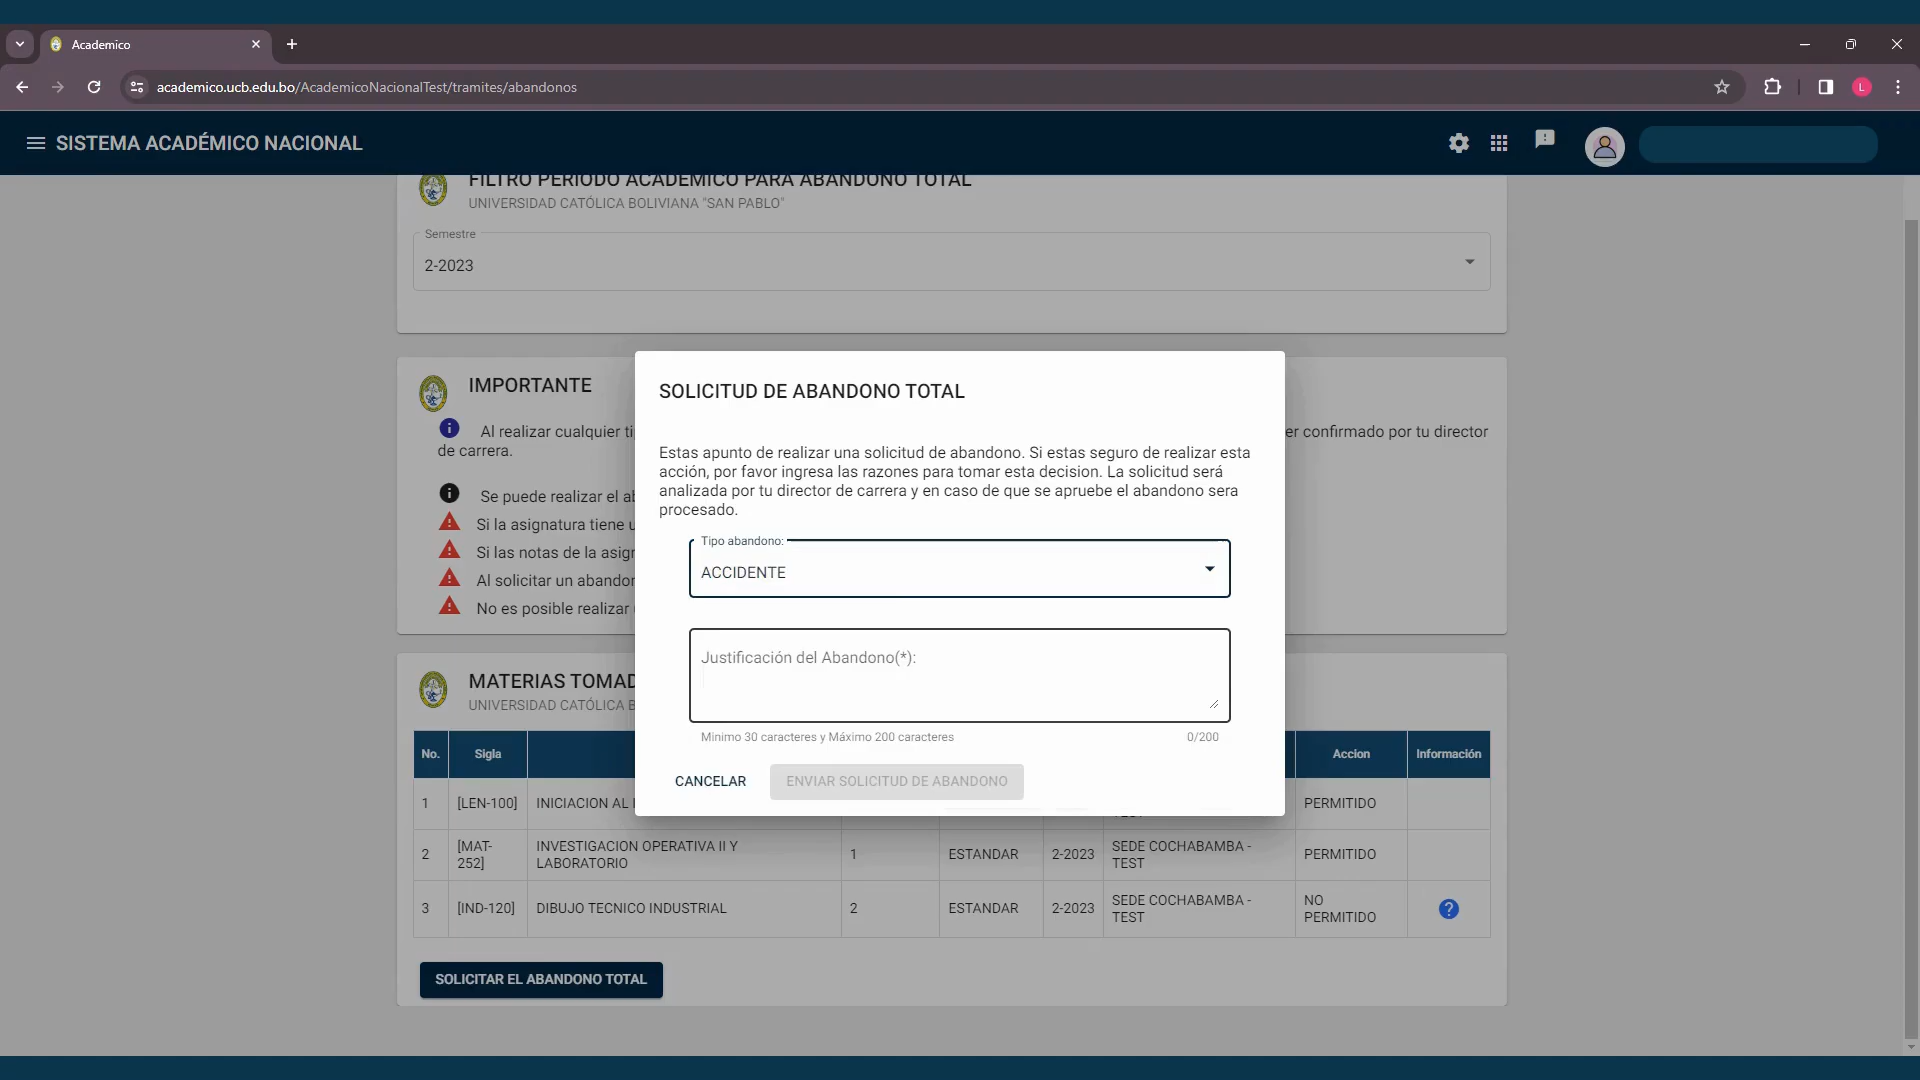 Academico
academico.ucb.edu.bo/AcademicoNacionalTest/tramites/abandonos
L
SISTEMA ACADÉMICO NACIONAL
FILTRO PERIODO ACADEMICO PARA ABANDONO TOTAL
UNIVERSIDAD CATÓLICA BOLIVIANA "SAN PABLO"
Semestre
2-2023
IMPORTANTE
Al realizar cualquier ti
er confirmado por tu director
de carrera.
Se puede realizar el ab
Si la asignatura tiene u
Si las notas de la asign
Al solicitar un abandon
No es posible realizar
SOLICITUD DE ABANDONO TOTAL
Estas apunto de realizar una solicitud de abandono. Si estas seguro de realizar esta
acción, por favor ingresa las razones para tomar esta decision. La solicitud será
analizada por tu director de carrera y en caso de que se apruebe el abandono sera
procesado.
Tipo abandono:
ACCIDENTE
Justificación del Abandono(*):
Minimo 30 caracteres y Máximo 200 caracteres 0/200
CANCELAR ENVIAR SOLICITUD DE ABANDONO
MATERIAS TOMAD
UNIVERSIDAD CATÓLICA B
No. Sigla Accion Información
1 [LEN-100] INICIACION AL PERMITIDO
2 [MAT-252] INVESTIGACION OPERATIVA II Y LABORATORIO 1 ESTANDAR 2-2023 SEDE COCHABAMBA - TEST PERMITIDO
3 [IND-120] DIBUJO TECNICO INDUSTRIAL 2 ESTANDAR 2-2023 SEDE COCHABAMBA - TEST NO PERMITIDO ?
SOLICITAR EL ABANDONO TOTAL